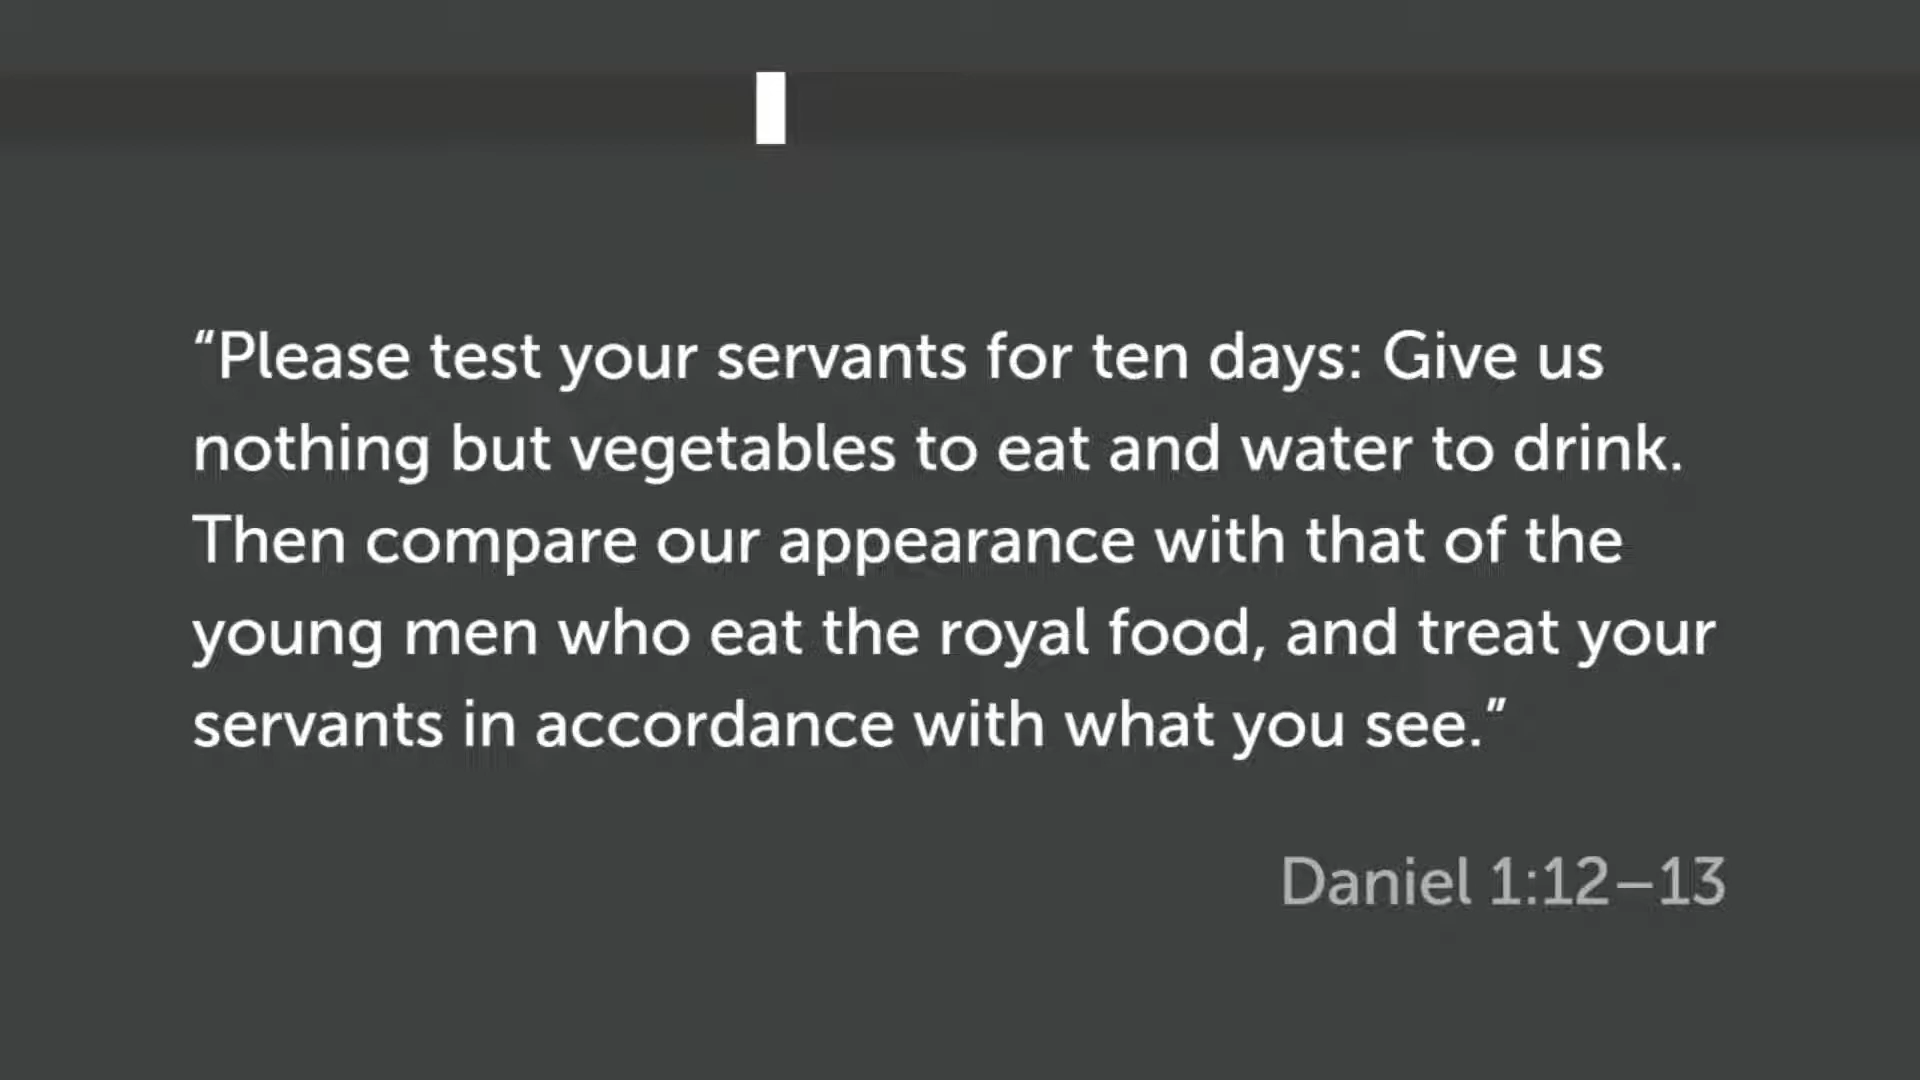 “Please test your servants for ten days: Give us
nothing but vegetables to eat and water to drink.
Then compare our appearance with that of the
young men who eat the royal food, and treat your
servants in accordance with what you see.”
Daniel 1:12–13